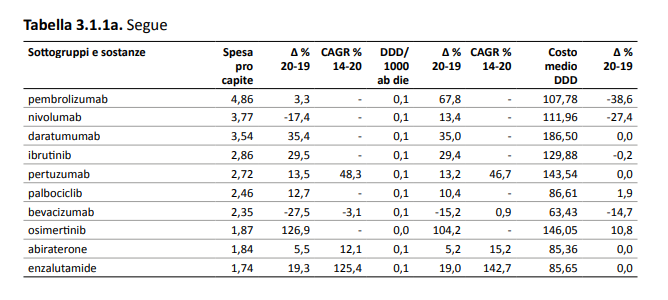 Tabella 3.1.1a. Segue
Sottogruppi e sostanze Spesa pro capite Δ % 20-19 CAGR % 14-20 DDD/ 1000 ab die Δ % 20-19 CAGR % 14-20 Costo medio DDD Δ % 20-19
pembrolizumab 4,86 3,3 - 0,1 67,8 - 107,78 -38,6
nivolumab 3,77 -17,4 - 0,1 13,4 - 111,96 -27,4
daratumumab 3,54 35,4 - 0,1 35,0 - 186,50 0,0
ibrutinib 2,86 29,5 - 0,1 29,4 - 129,88 -0,2
pertuzumab 2,72 13,5 48,3 0,1 13,2 46,7 143,54 0,0
palbociclib 2,46 12,7 - 0,1 10,4 - 86,61 1,9
bevacizumab 2,35 -27,5 -3,1 0,1 -15,2 0,9 63,43 -14,7
osimertinib 1,87 126,9 - 0,0 104,2 - 146,05 10,8
abiraterone 1,84 5,5 12,1 0,1 5,2 15,2 85,36 0,0
enzalutamide 1,74 19,3 125,4 0,1 19,0 142,7 85,65 0,0